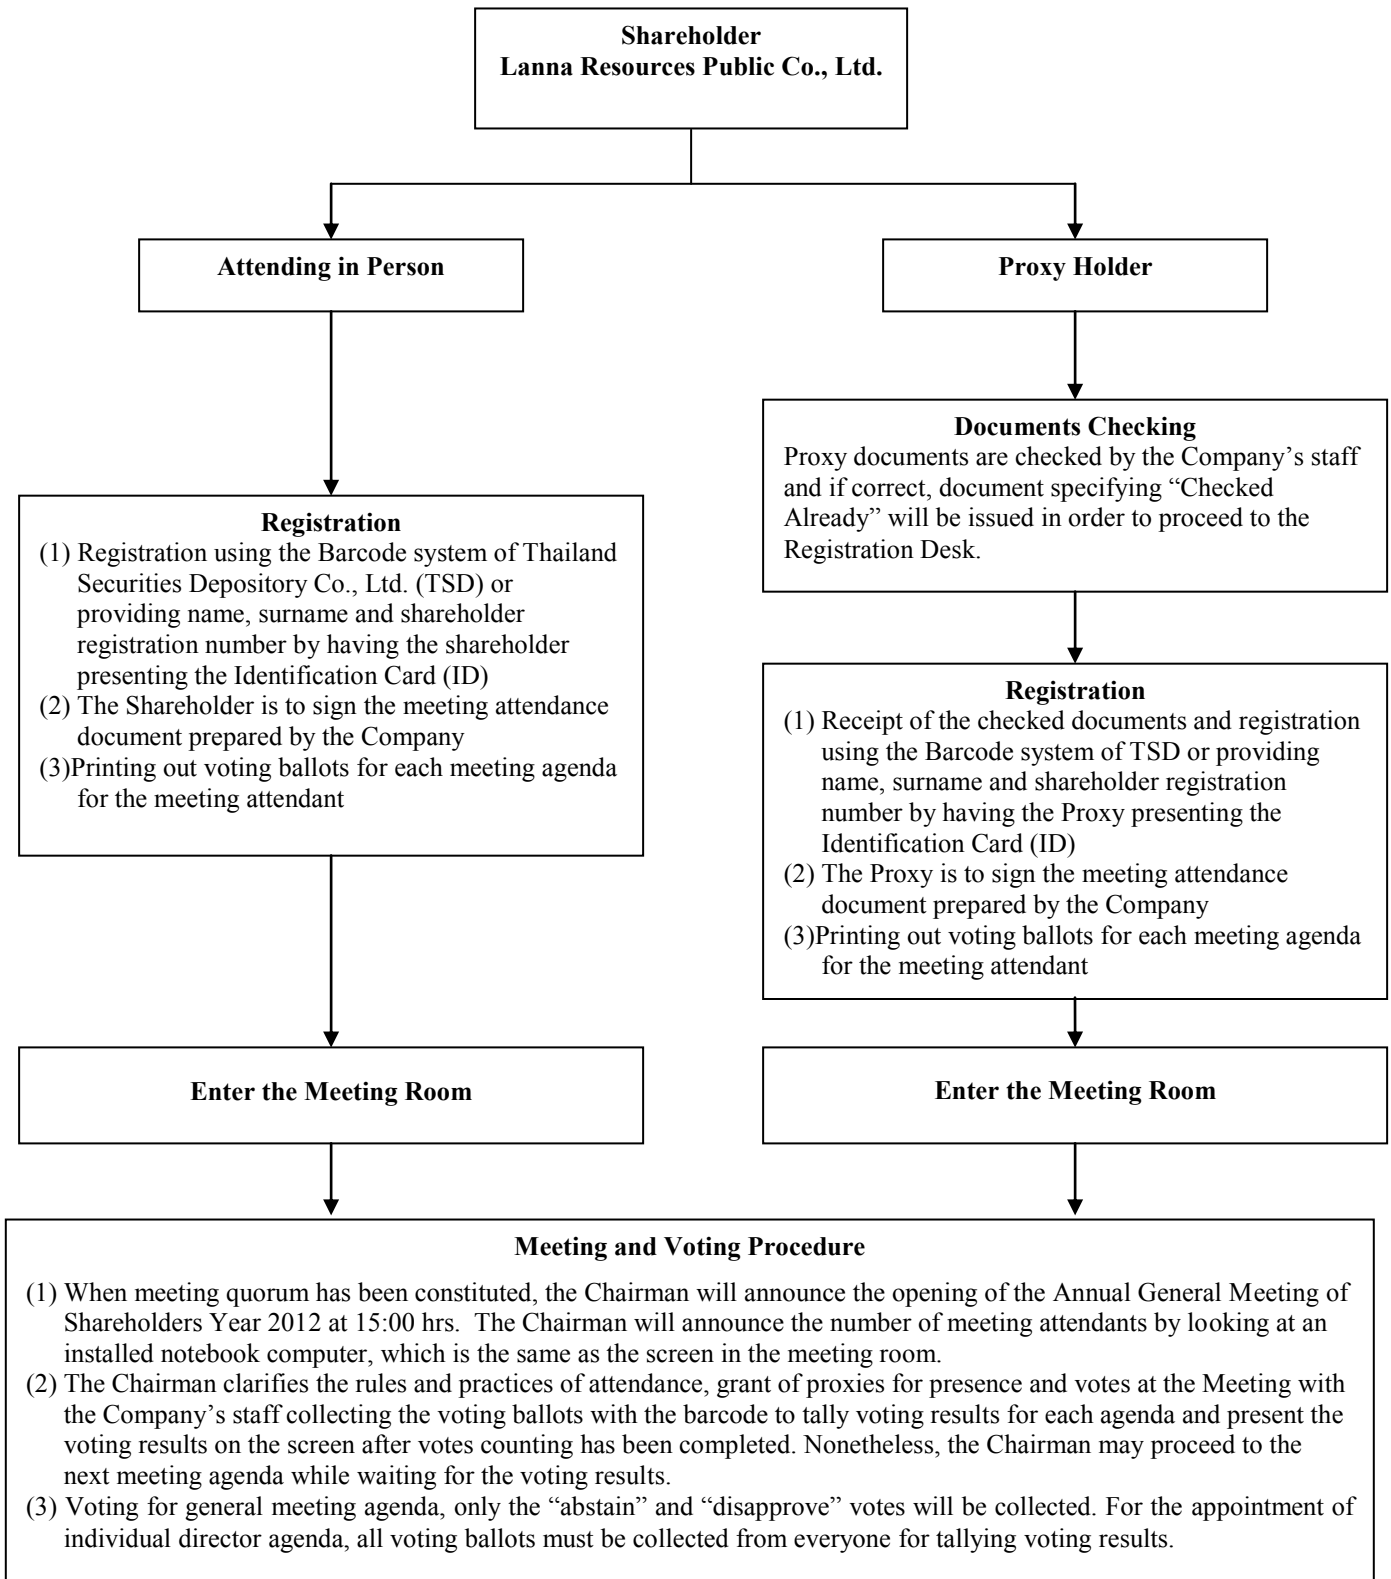 Shareholder
Lanna Resources Public Co., Ltd.
Attending in Person
Proxy Holder
Documents Checking
Proxy documents are checked by the Company’s staff
and if correct, document specifying “Checked
Already” will be issued in order to proceed to the
Registration Desk.
Registration
(1) Registration using the Barcode system of Thailand
Securities Depository Co., Ltd. (TSD) or
providing name, surname and shareholder
registration number by having the shareholder
presenting the Identification Card (ID)
(2) The Shareholder is to sign the meeting attendance
document prepared by the Company
(3)Printing out voting ballots for each meeting agenda
for the meeting attendant
Registration
(1) Receipt of the checked documents and registration
using the Barcode system of TSD or providing
name, surname and shareholder registration
number by having the Proxy presenting the
Identification Card (ID)
(2) The Proxy is to sign the meeting attendance
document prepared by the Company
(3)Printing out voting ballots for each meeting agenda
for the meeting attendant
Enter the Meeting Room
Enter the Meeting Room
Meeting and Voting Procedure
(1) When meeting quorum has been constituted, the Chairman will announce the opening of the Annual General Meeting of
Shareholders Year 2012 at 15:00 hrs.  The Chairman will announce the number of meeting attendants by looking at an
installed notebook computer, which is the same as the screen in the meeting room.
(2) The Chairman clarifies the rules and practices of attendance, grant of proxies for presence and votes at the Meeting with
the Company’s staff collecting the voting ballots with the barcode to tally voting results for each agenda and present the
voting results on the screen after votes counting has been completed. Nonetheless, the Chairman may proceed to the
next meeting agenda while waiting for the voting results.
(3) Voting for general meeting agenda, only the “abstain” and “disapprove” votes will be collected. For the appointment of
individual director agenda, all voting ballots must be collected from everyone for tallying voting results.